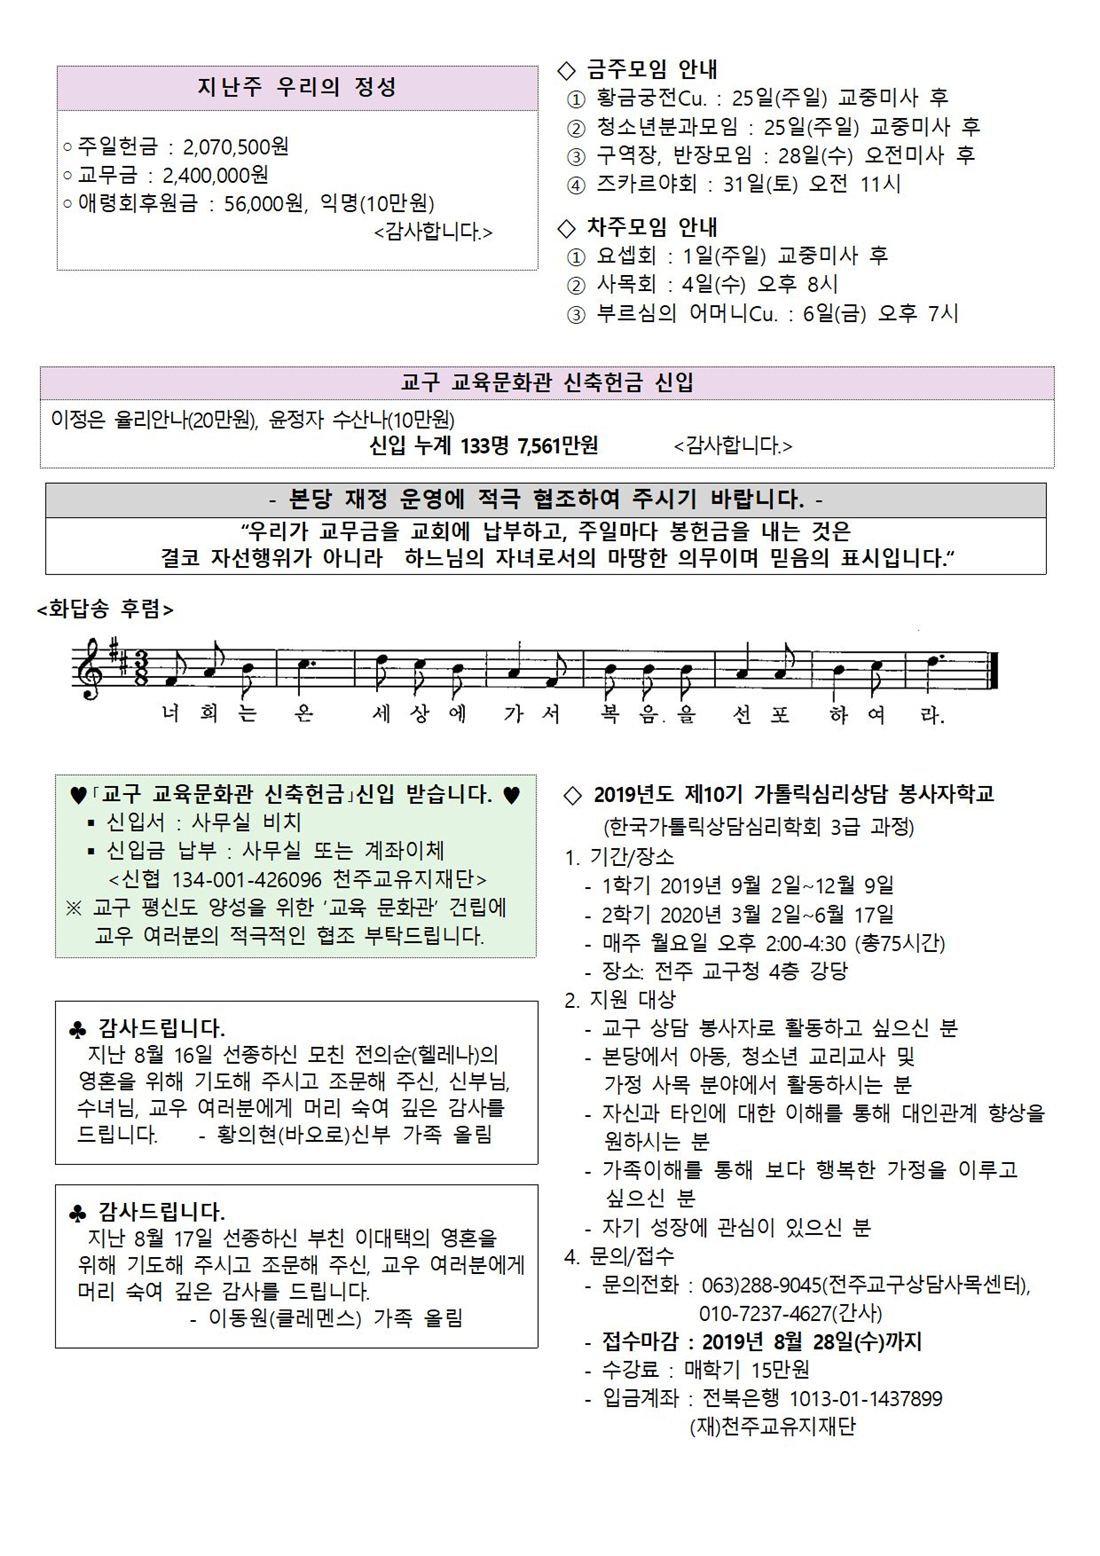 지난주 우리의 정성
○ 주일헌금 : 2,070,500원
○ 교무금 : 2,400,000원
○ 애령회후원금 : 56,000원, 익명(10만원)
<감사합니다.>
◇ 금주모임 안내
① 황금궁전Cu. : 25일(주일) 교중미사 후
② 청소년분과모임 : 25일(주일) 교중미사 후
③ 구역장, 반장모임 : 28일(수) 오전미사 후
④ 즈카르야회 : 31일(토) 오전 11시
◇ 차주모임 안내
① 요셉회 : 1일(주일) 교중미사 후
② 사목회 : 4일(수) 오후 8시
③ 부르심의 어머니Cu. : 6일(금) 오후 7시
교구 교육문화관 신축헌금 신입
이정은 율리안나(20만원), 윤정자 수산나(10만원)
신입 누계 133명 7,561만원 <감사합니다.>
- 본당 재정 운영에 적극 협조하여 주시기 바랍니다. -
“우리가 교무금을 교회에 납부하고, 주일마다 봉헌금을 내는 것은
결코 자선행위가 아니라 하느님의 자녀로서의 마땅한 의무이며 믿음의 표시입니다.“
<화답송 후렴>
3
8
너 희 는 온 세 상 에 가 서 복 음. 을 선 포 하 여 라.
♥「교구 교육문화관 신축헌금」신입 받습니다. ♥
▪ 신입서 : 사무실 비치
▪ 신입금 납부 : 사무실 또는 계좌이체
<신협 134-001-426096 천주교유지재단>
※ 교구 평신도 양성을 위한 ‘교육 문화관’ 건립에
교우 여러분의 적극적인 협조 부탁드립니다.
♣ 감사드립니다.
지난 8월 16일 선종하신 모친 전의순(헬레나)의
영혼을 위해 기도해 주시고 조문해 주신, 신부님,
수녀님, 교우 여러분에게 머리 숙여 깊은 감사를
드립니다. - 황의현(바오로)신부 가족 올림
♣ 감사드립니다.
지난 8월 17일 선종하신 부친 이대택의 영혼을
위해 기도해 주시고 조문해 주신, 교우 여러분에게
머리 숙여 깊은 감사를 드립니다.
- 이동원(클레멘스) 가족 올림
◇ 2019년도 제10기 가톨릭심리상담 봉사자학교
(한국가톨릭상담심리학회 3급 과정)
1. 기간/장소
- 1학기 2019년 9월 2일~12월 9일
- 2학기 2020년 3월 2일~6월 17일
- 매주 월요일 오후 2:00-4:30 (총75시간)
- 장소: 전주 교구청 4층 강당
2. 지원 대상
- 교구 상담 봉사자로 활동하고 싶으신 분
- 본당에서 아동, 청소년 교리교사 및
가정 사목 분야에서 활동하시는 분
- 자신과 타인에 대한 이해를 통해 대인관계 향상을
원하시는 분
- 가족이해를 통해 보다 행복한 가정을 이루고
싶으신 분
- 자기 성장에 관심이 있으신 분
4. 문의/접수
- 문의전화 : 063)288-9045(전주교구상담사목센터),
010-7237-4627(간사)
- 접수마감 : 2019년 8월 28일(수)까지
- 수강료 : 매학기 15만원
- 입금계좌 : 전북은행 1013-01-1437899
(재)천주교유지재단